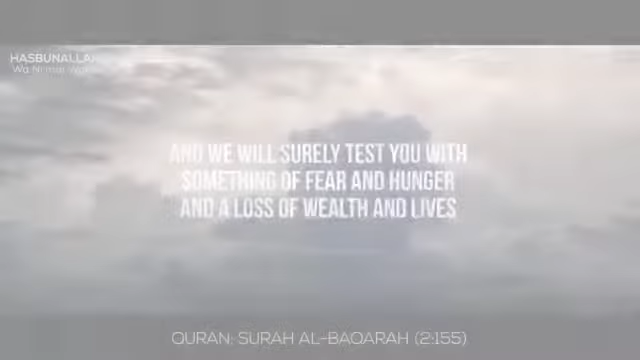 HASBUNALLAH
AND WE WILL SURELY TEST YOU WITH
SOMETHING OF FEAR AND HUNGER
AND A LOSS OF WEALTH AND LIVES
QURAN: SURAH AL-BAQARAH (2:155)